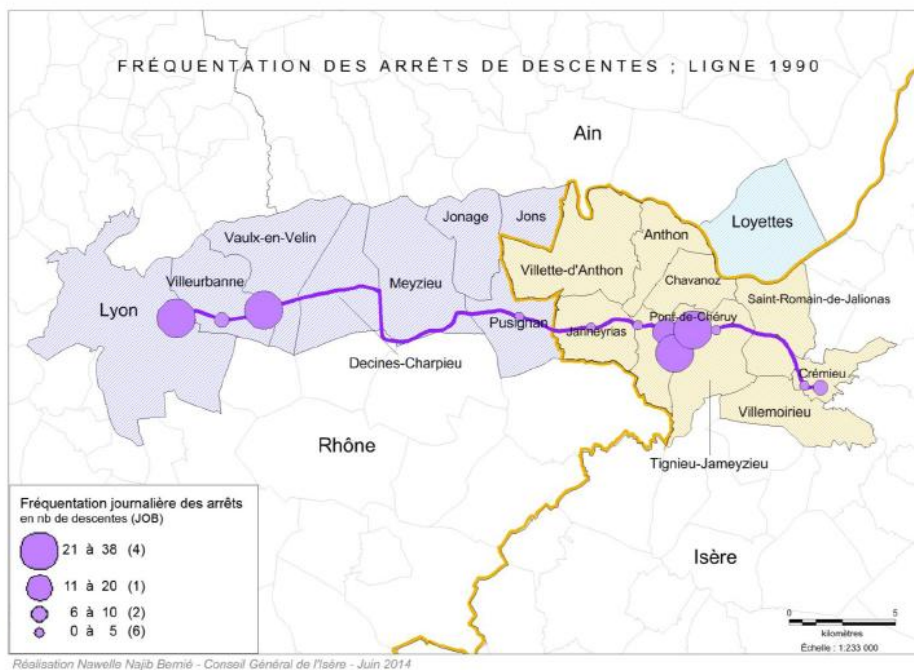 FRÉQUENTATION DES ARRÊTS DE DESCENTES ; LIGNE 1990
Ain
Loyettes
Jonage
Jons
Anthon
Vaulx-en-Velin
Villette-d'Anthon
Chavanoz
Villeurbanne
Meyzieu
Saint-Romain-de-Jalionas
Lyon
Pusignan
Janneyrias
Pont-de-Chéruy
Decines-Charpieu
Crémieu
Villemoirieu
Rhône
Tignieu-Jameyzieu
Isère
Fréquentation journalière des arrêts
en nb de descentes (JOB)
21 à 38 (4)
11 à 20 (1)
6 à 10 (2)
0 à 5 (6)
0 5
kilomètres
Échelle : 1:233 000
Réalisation Nawelle Najib Bernié - Conseil Général de l'Isère - Juin 2014